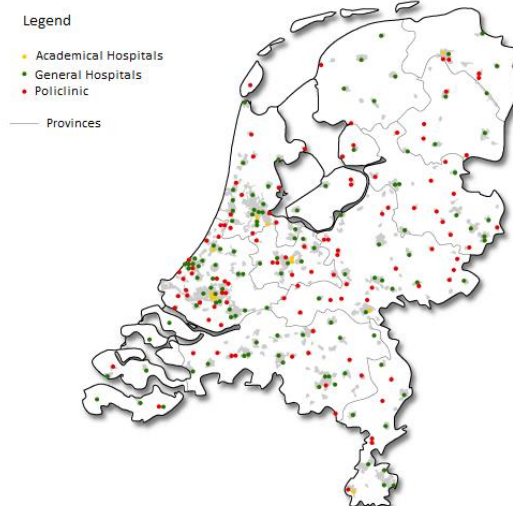 Legend
Academical Hospitals
General Hospitals
Policlinic
Provinces